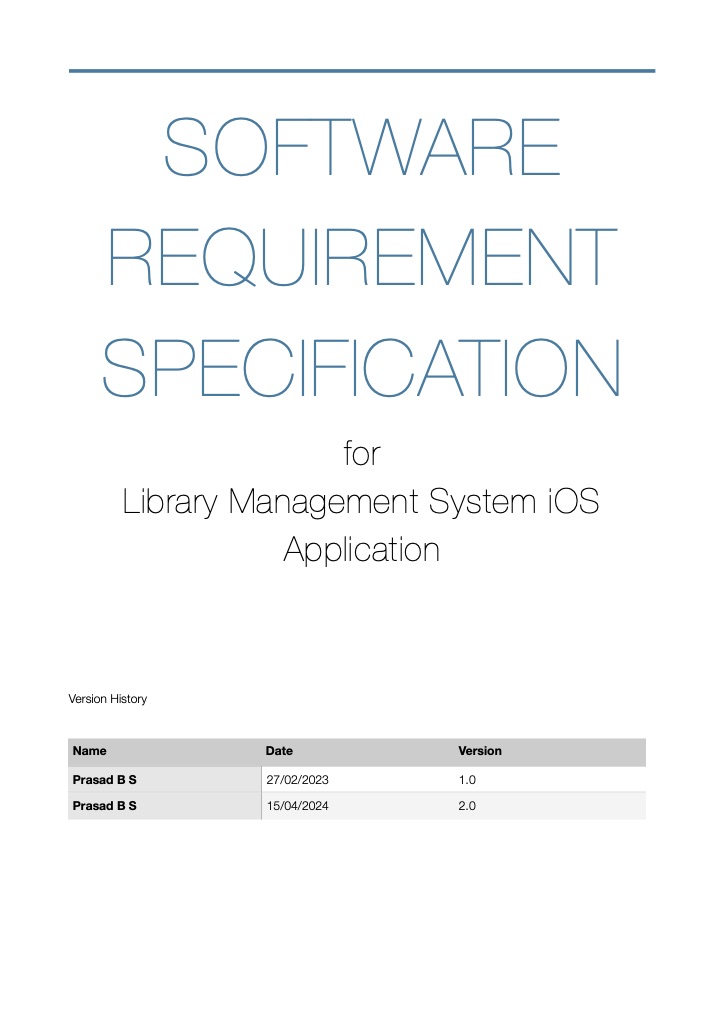 SOFTWARE
REQUIREMENT
SPECIFICATION
for
Library Management System iOS
Application
Version History
Name Date Version
Prasad B S 27/02/2023 1.0
Prasad B S 15/04/2024 2.0